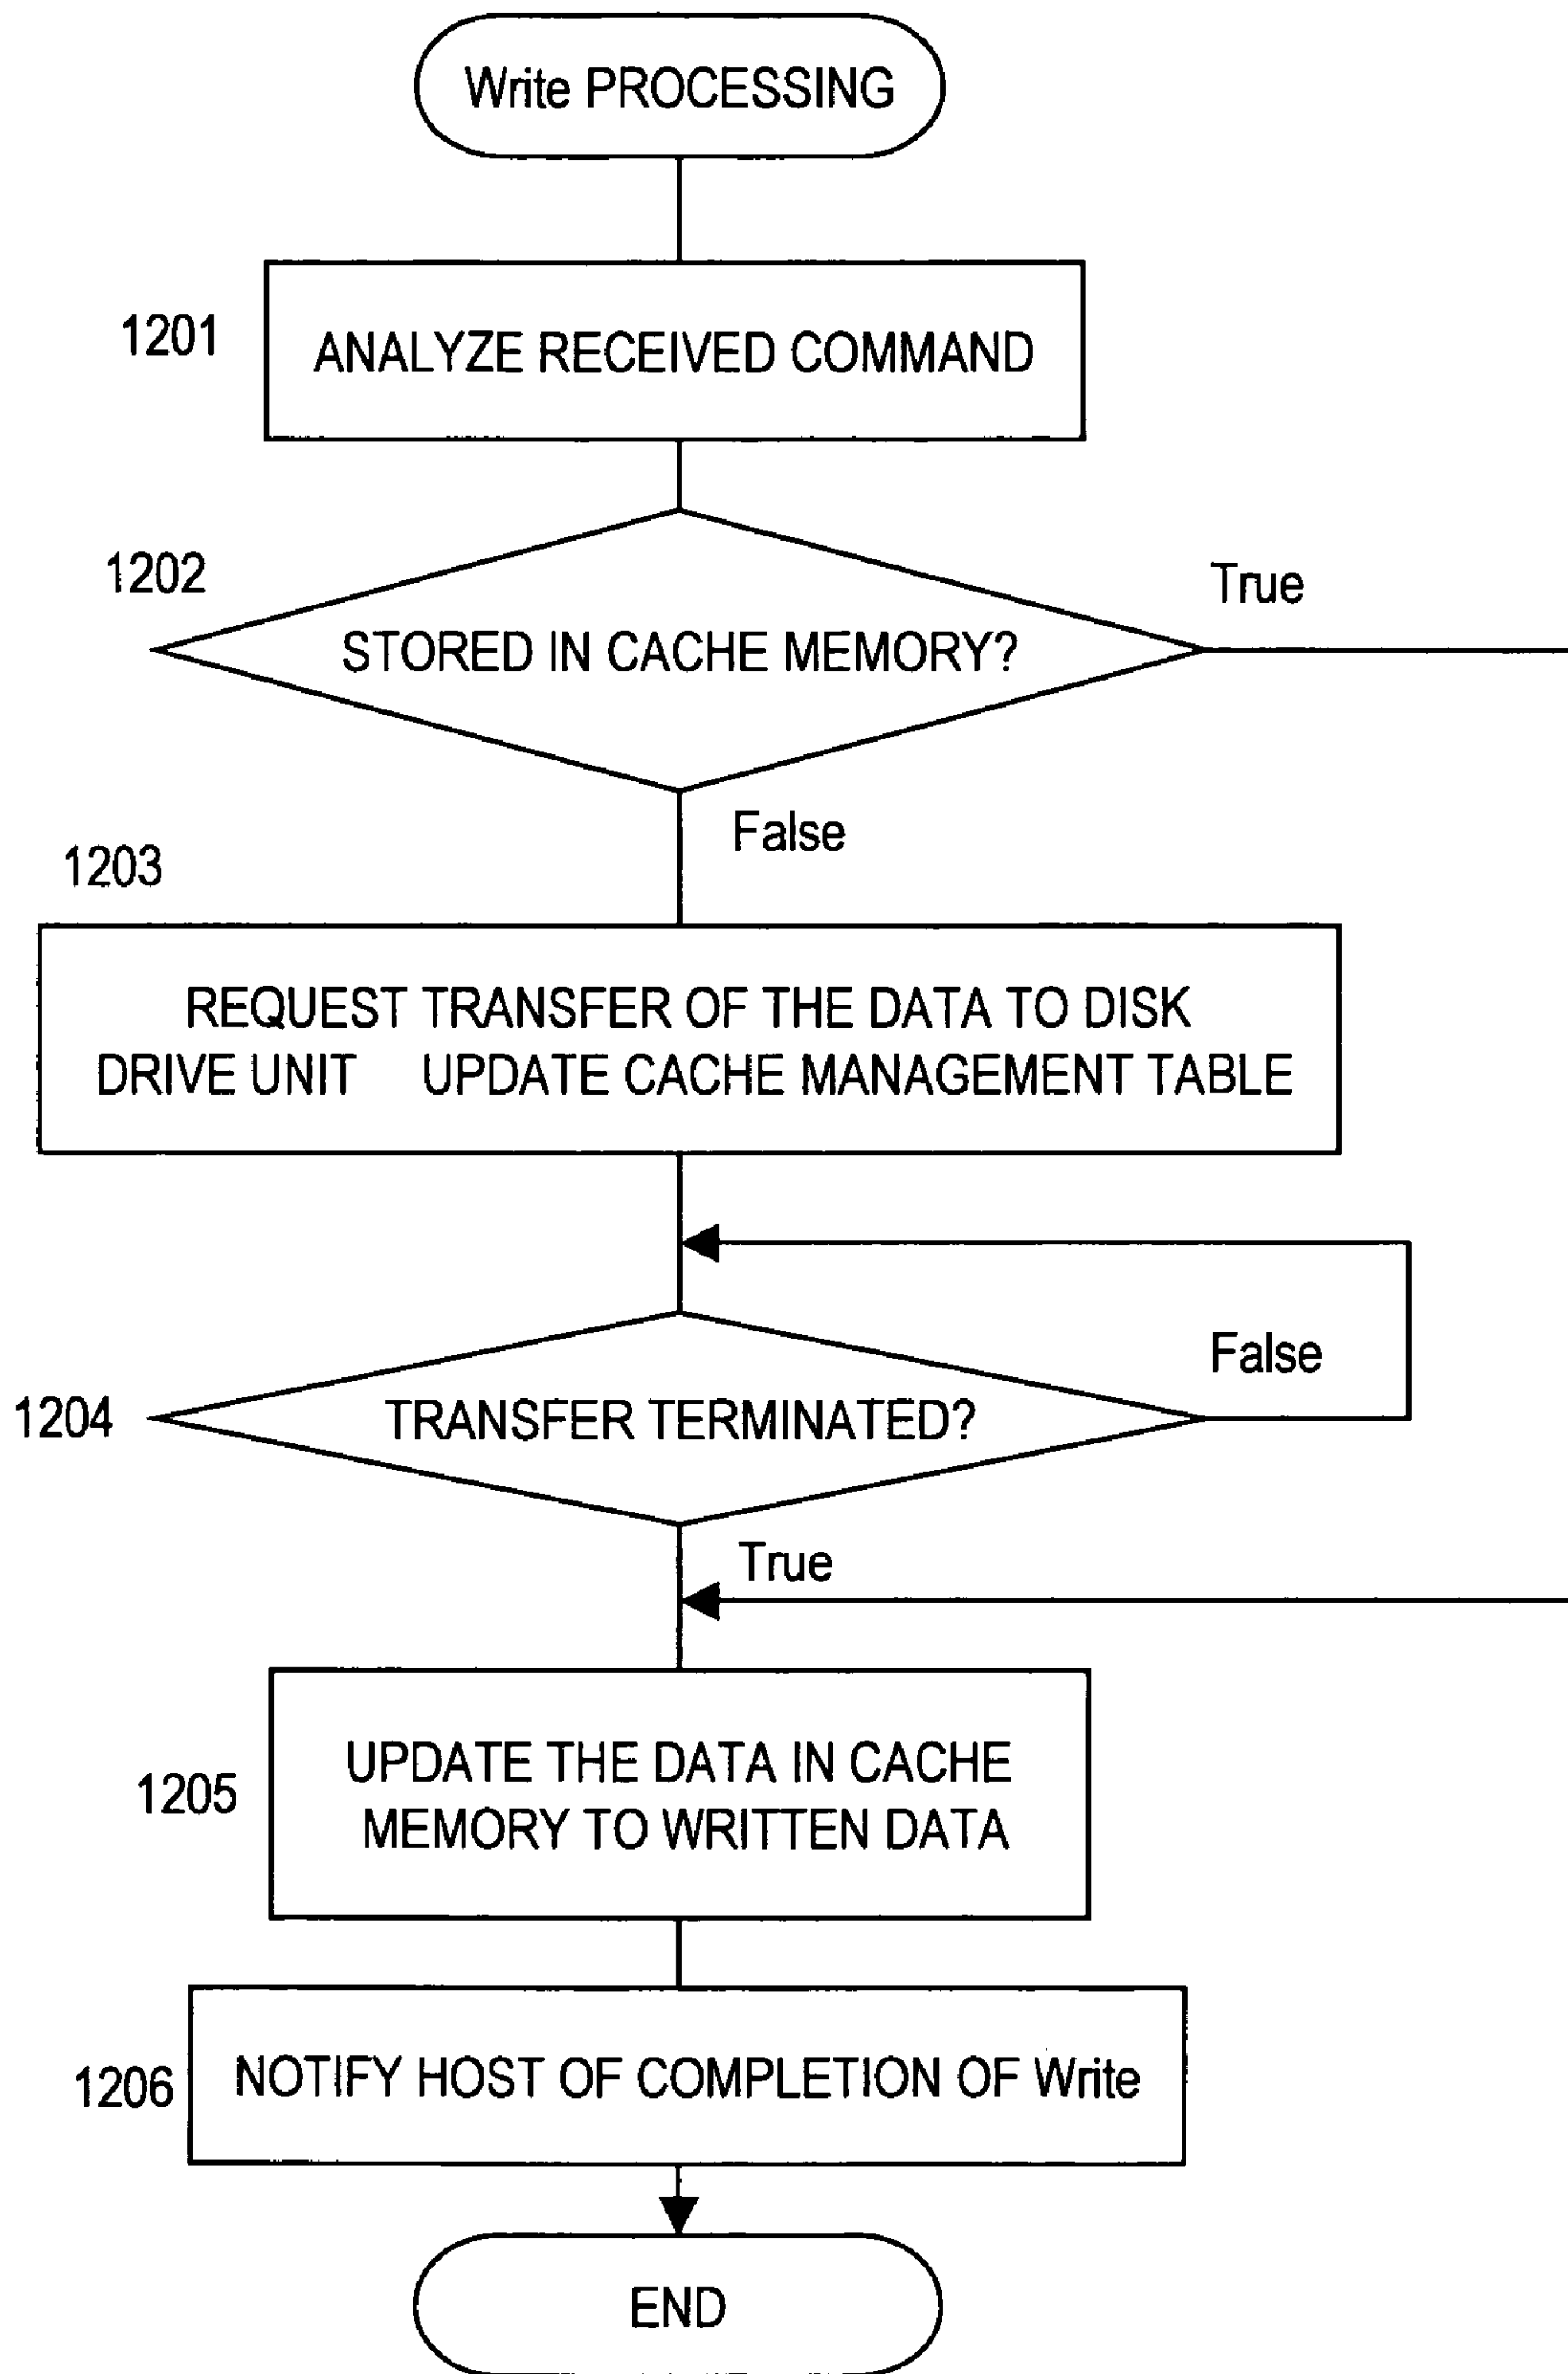 Write PROCESSING
1201
ANALYZE RECEIVED COMMAND
1202
True
STORED IN CACHE MEMORY?
False
1203
REQUEST TRANSFER OF THE DATA TO DISK
DRIVE UNIT UPDATE CACHE MANAGEMENT TABLE
False
1204
TRANSFER TERMINATED?
True
1205
UPDATE THE DATA IN CACHE
MEMORY TO WRITTEN DATA
1206
NOTIFY HOST OF COMPLETION OF Write
END